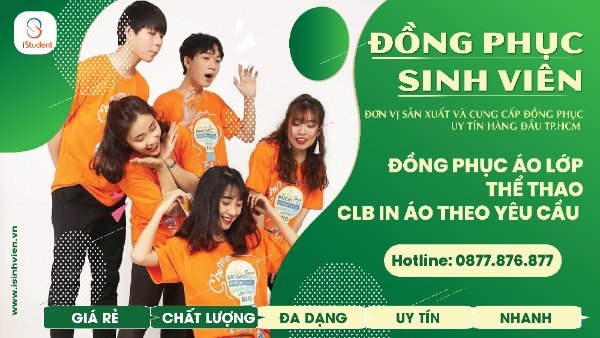 iStudent
ĐỒNG PHỤC
SINH VIÊN
ĐƠN VỊ SẢN XUẤT VÀ CUNG CẤP ĐỒNG PHỤC
UY TÍN HÀNG ĐẦU TP.HCM
ĐỒNG PHỤC ÁO LỚP
THỂ THAO
CLB IN ÁO THEO YÊU CẦU
Hotline: 0877.876.877
www.isinhvien.vn
GIÁ RẺ
CHẤT LƯỢNG
ĐA DẠNG
UY TÍN
NHANH